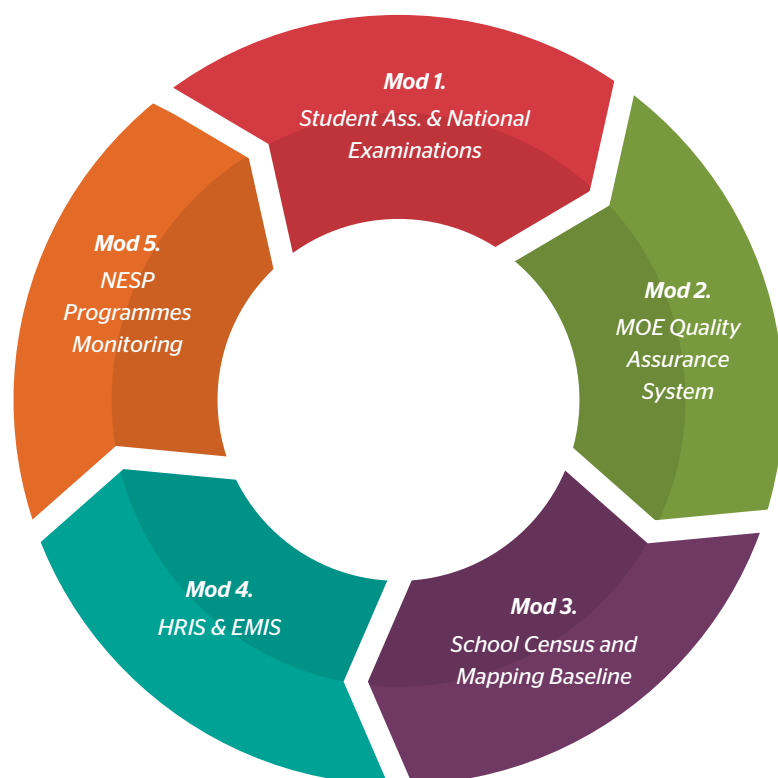 Mod 1.
Student Ass. & National
Examinations
Mod 2.
MOE Quality
Assurance
System
Mod 3.
School Census and
Mapping Baseline
Mod 4.
HRIS & EMIS
Mod 5.
NESP
Programmes
Monitoring